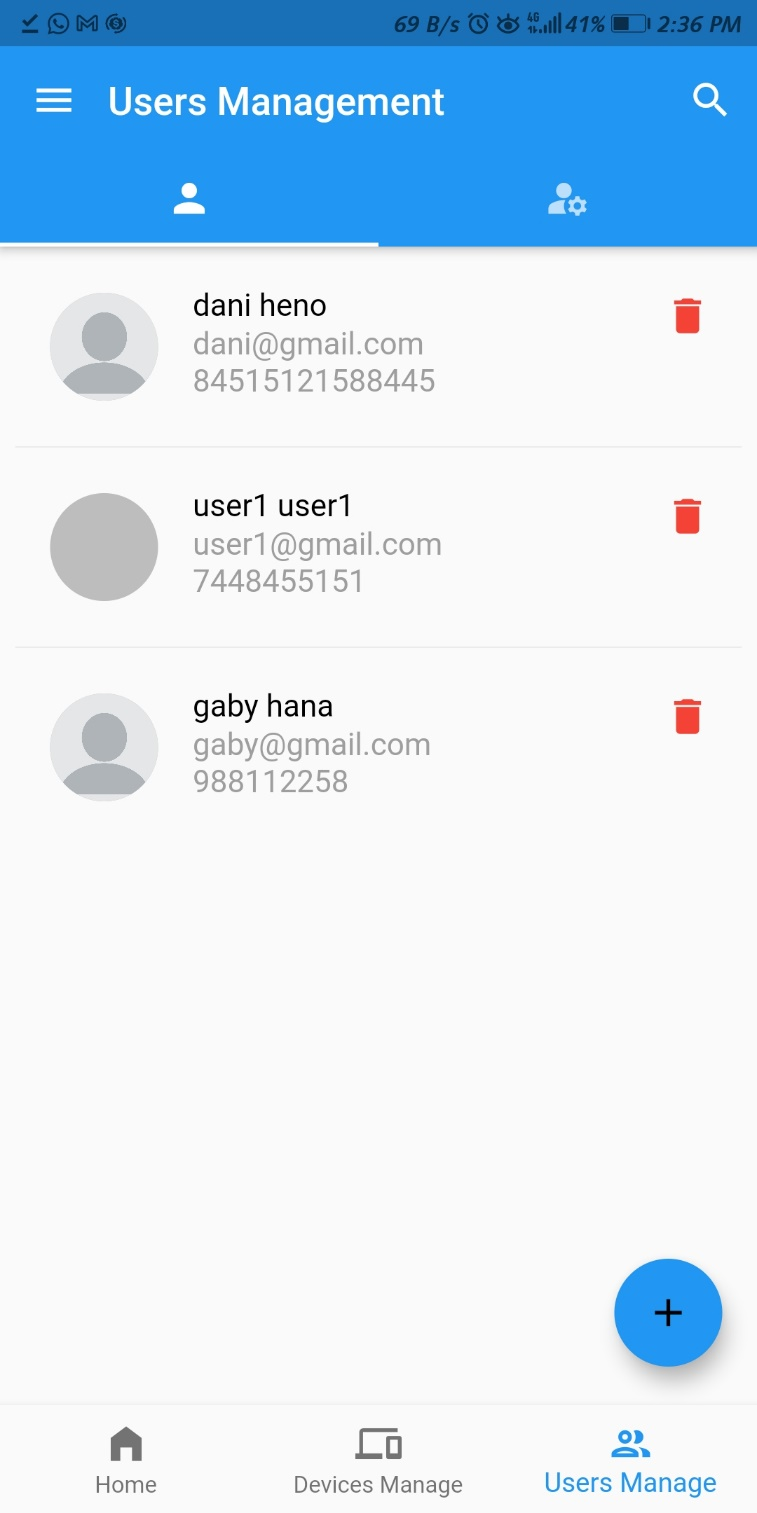 69 B/s 4G 41% 2:36 PM
Users Management
dani heno
dani@gmail.com
84515121588445
user1 user1
user1@gmail.com
7448455151
gaby hana
gaby@gmail.com
988112258
Home
Devices Manage
Users Manage